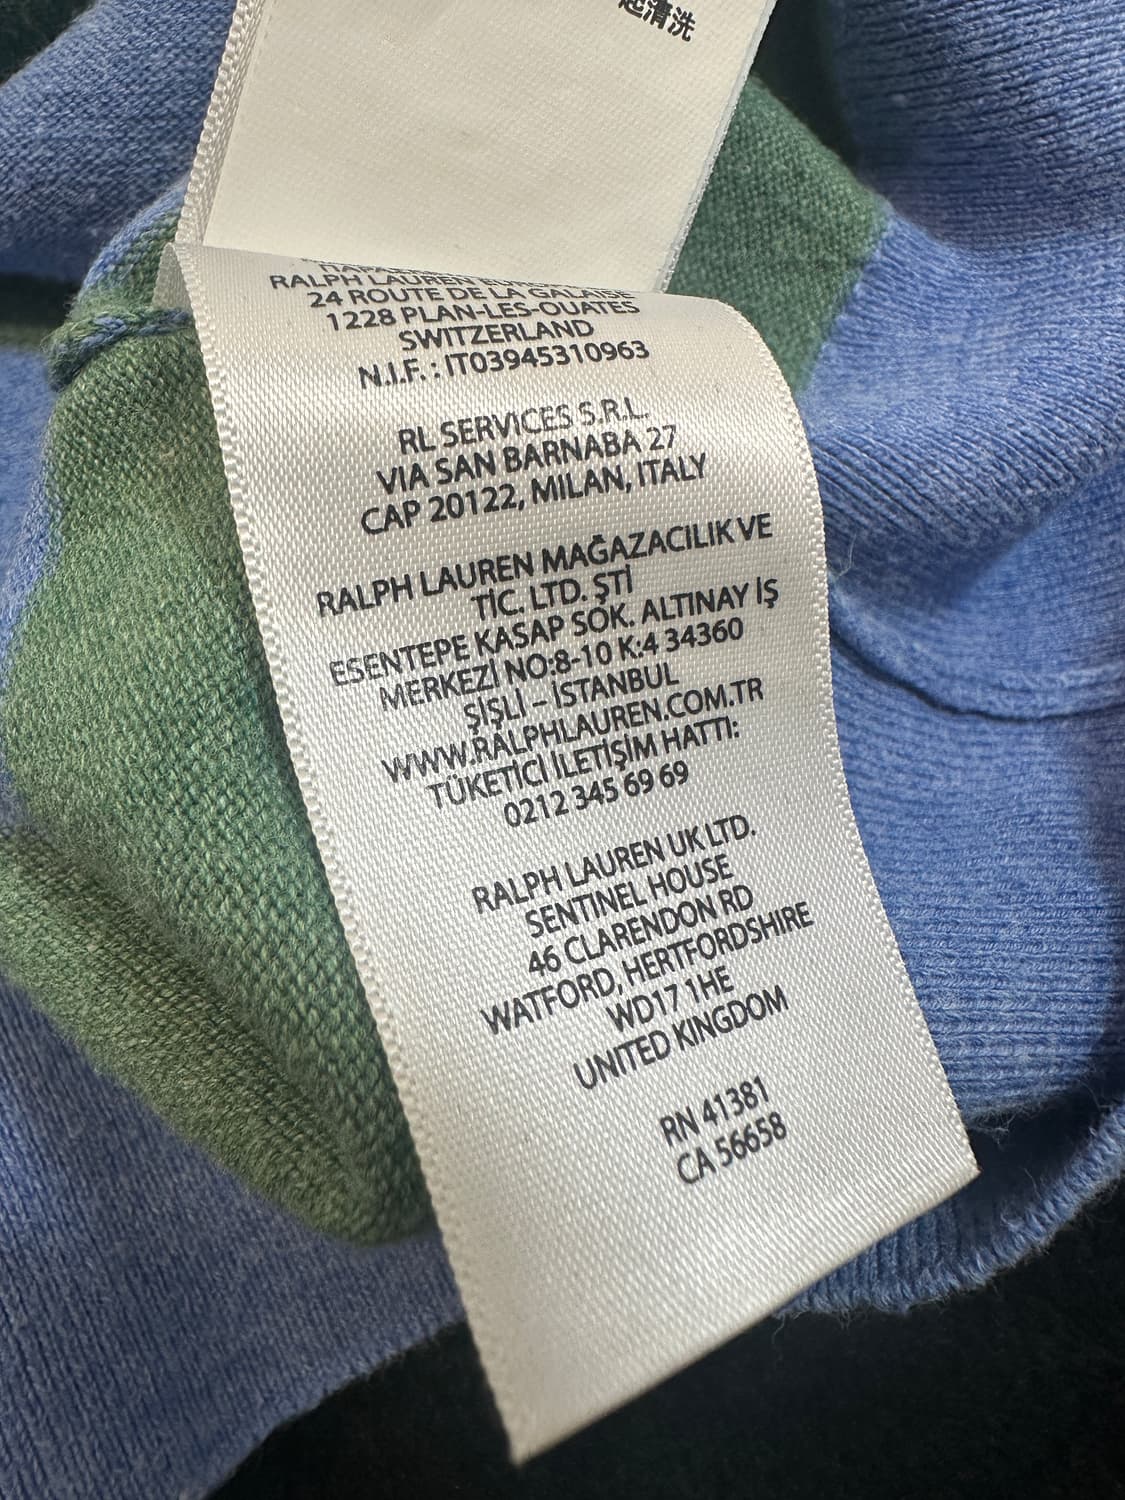 起清洗
RALPH LAUREN
24 ROUTE DE LA GALAISE
1228 PLAN-LES-OUATES
SWITZERLAND
N.I.F. : IT03945310963
RL SERVICES S.R.L.
VIA SAN BARNABA 27
CAP 20122, MILAN, ITALY
RALPH LAUREN MAĞAZACILIK VE
TİC. LTD. ŞTİ
ESENTEPE KASAP SOK. ALTINAY İŞ
MERKEZİ NO:8-10 K:4 34360
ŞİŞLİ – İSTANBUL
WWW.RALPHLAUREN.COM.TR
TÜKETİCİ İLETİŞİM HATTI:
0212 345 69 69
RALPH LAUREN UK LTD.
SENTINEL HOUSE
46 CLARENDON RD
WATFORD, HERTFORDSHIRE
WD17 1HE
UNITED KINGDOM
RN 41381
CA 56658